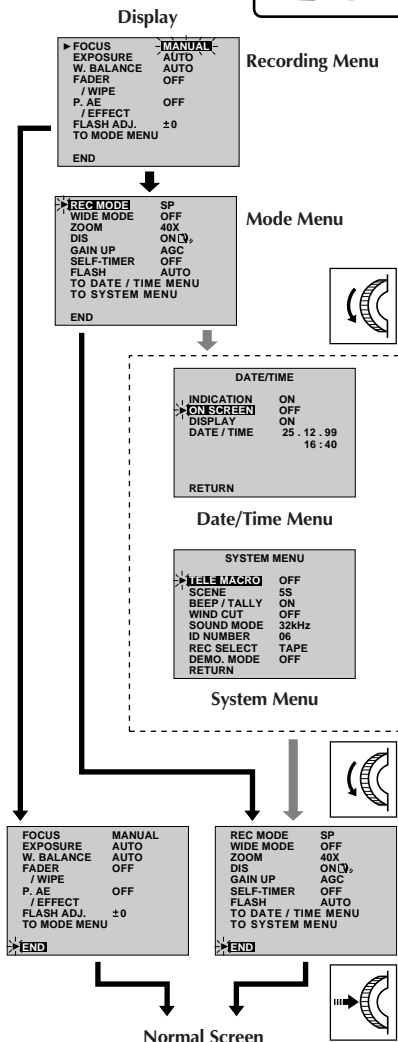 Display
FOCUS MANUAL
EXPOSURE AUTO
W. BALANCE AUTO
FADER OFF
/ WIPE
P. AE OFF
/ EFFECT
FLASH ADJ. ±0
TO MODE MENU
END
Recording Menu
REC MODE SP
WIDE MODE OFF
ZOOM 40X
DIS ON
GAIN UP AGC
SELF-TIMER OFF
FLASH AUTO
TO DATE / TIME MENU
TO SYSTEM MENU
END
Mode Menu
DATE/TIME
INDICATION ON
ON SCREEN OFF
DISPLAY ON
DATE / TIME 25 . 12 . 99
16 : 40
RETURN
Date/Time Menu
SYSTEM MENU
TELE MACRO OFF
SCENE 5S
BEEP / TALLY ON
WIND CUT OFF
SOUND MODE 32kHz
ID NUMBER 06
REC SELECT TAPE
DEMO. MODE OFF
RETURN
System Menu
FOCUS MANUAL
EXPOSURE AUTO
W. BALANCE AUTO
FADER OFF
/ WIPE
P. AE OFF
/ EFFECT
FLASH ADJ. ±0
TO MODE MENU
END
REC MODE SP
WIDE MODE OFF
ZOOM 40X
DIS ON
GAIN UP AGC
SELF-TIMER OFF
FLASH AUTO
TO DATE / TIME MENU
TO SYSTEM MENU
END
Normal Screen